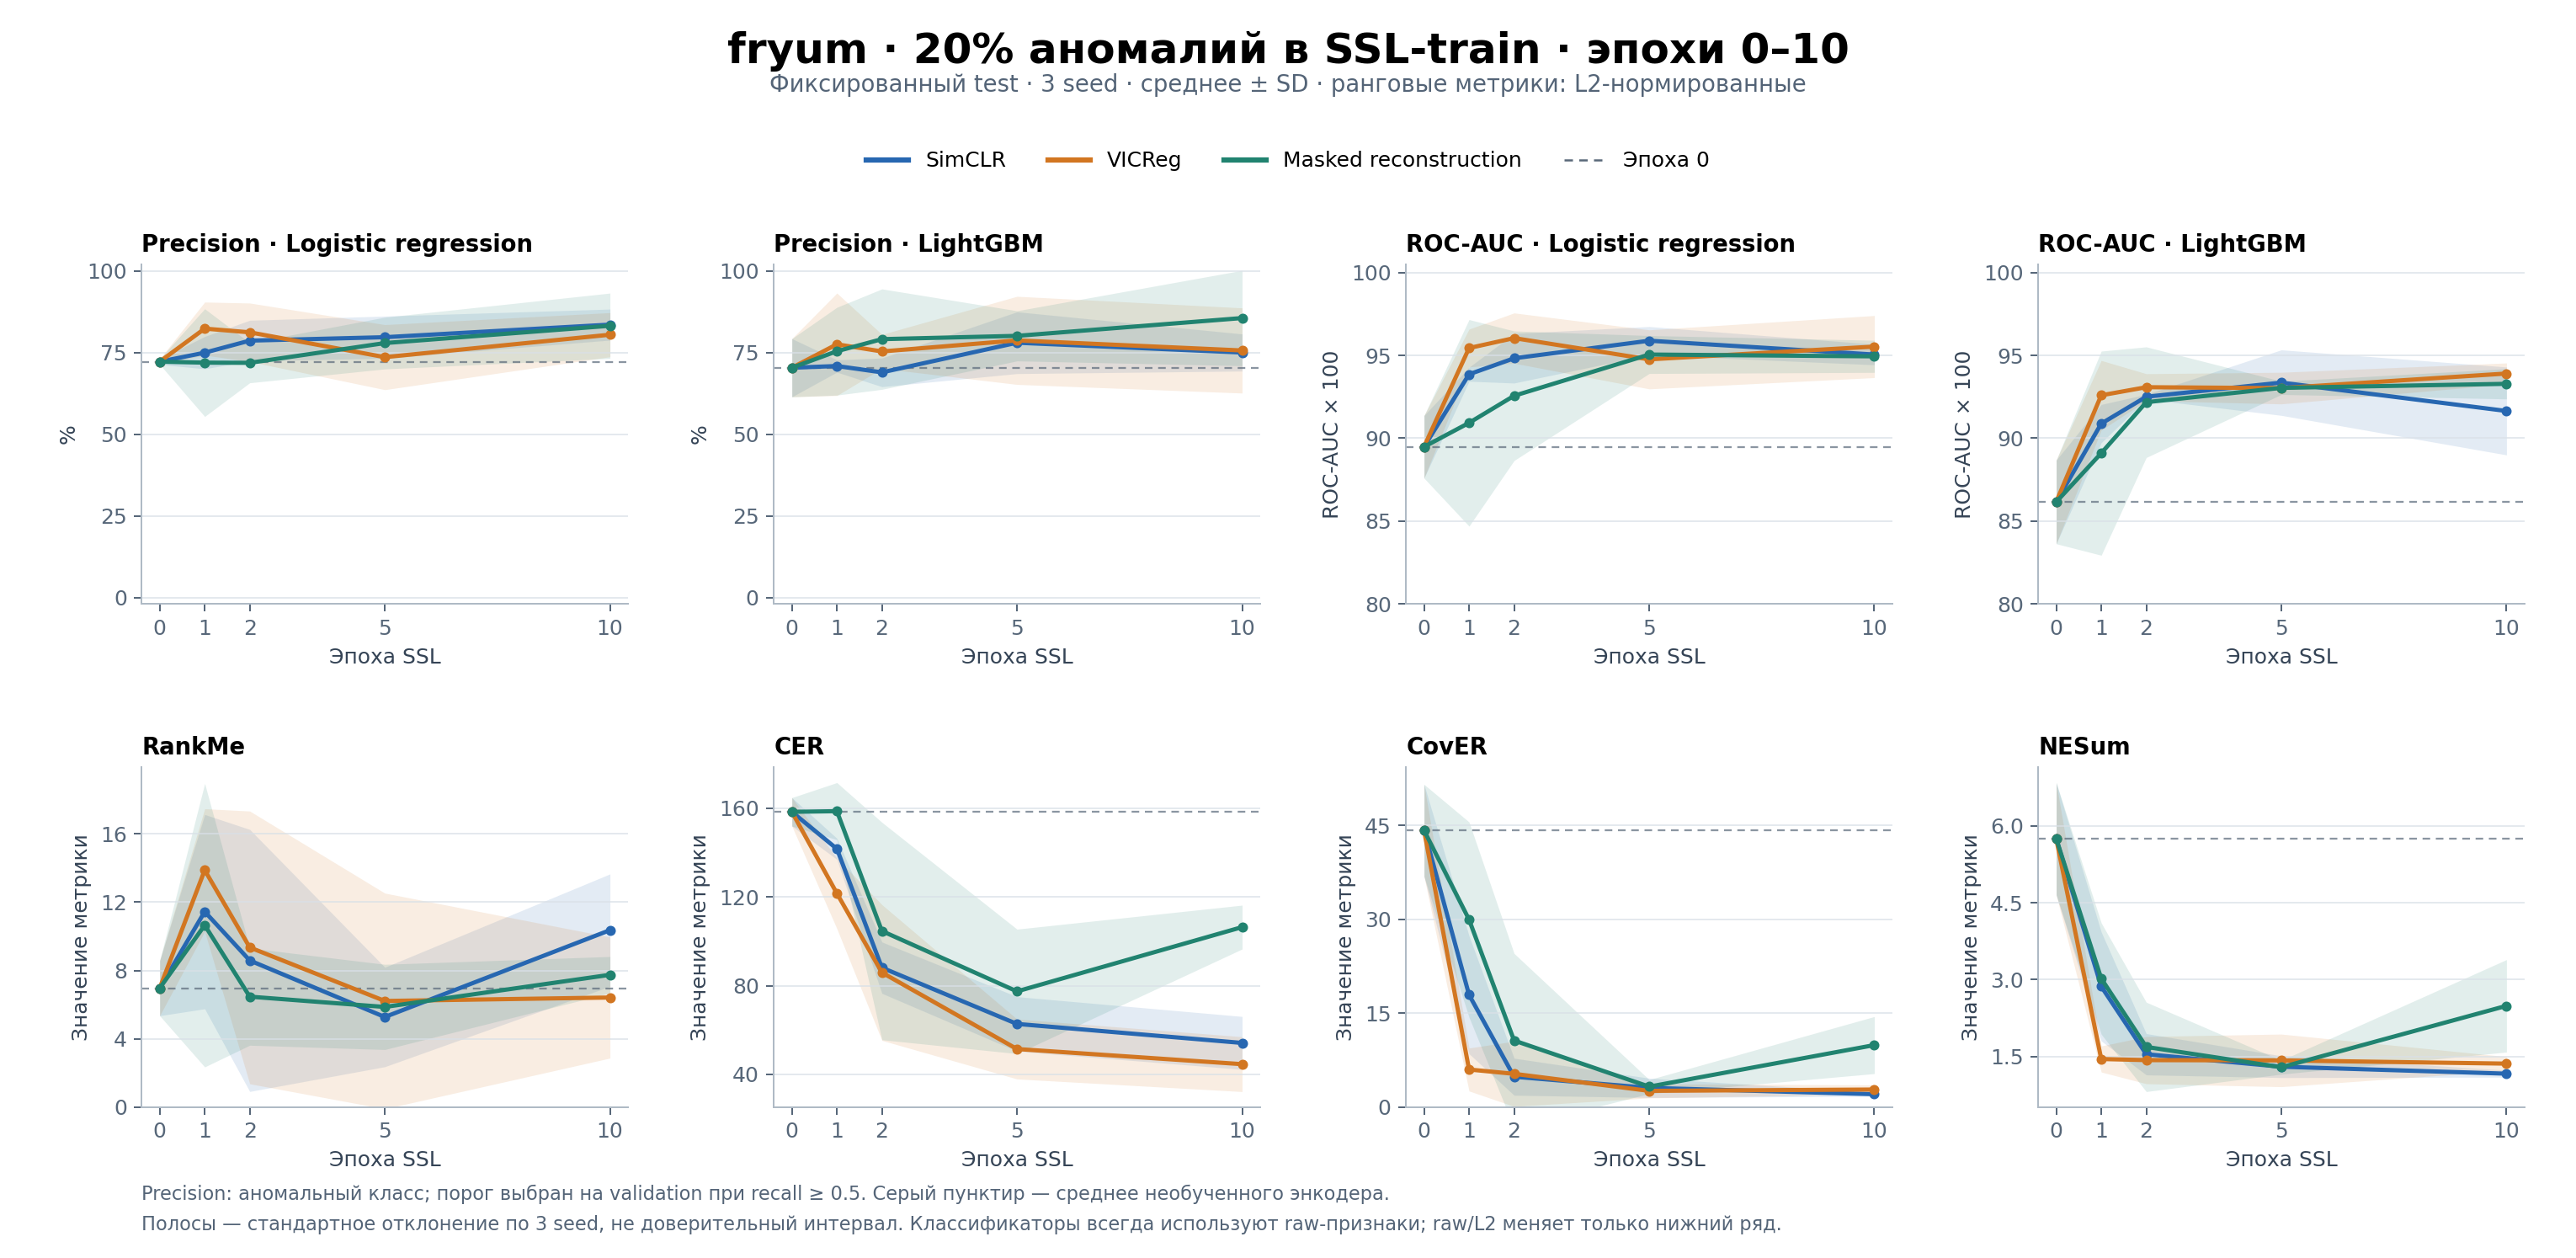 fryum · 20% аномалий в SSL-train · эпохи 0–10
Фиксированный test · 3 seed · среднее ± SD · ранговые метрики: L2-нормированные
SimCLR VICReg Masked reconstruction Эпоха 0
Precision · Logistic regression
%
100
75
50
25
0
0 1 2 5 10
Эпоха SSL
Precision · LightGBM
%
100
75
50
25
0
0 1 2 5 10
Эпоха SSL
ROC-AUC · Logistic regression
ROC-AUC × 100
100
95
90
85
80
0 1 2 5 10
Эпоха SSL
ROC-AUC · LightGBM
ROC-AUC × 100
100
95
90
85
80
0 1 2 5 10
Эпоха SSL
RankMe
Значение метрики
16
12
8
4
0
0 1 2 5 10
Эпоха SSL
CER
Значение метрики
160
120
80
40
0 1 2 5 10
Эпоха SSL
CovER
Значение метрики
45
30
15
0
0 1 2 5 10
Эпоха SSL
NESum
Значение метрики
6.0
4.5
3.0
1.5
0 1 2 5 10
Эпоха SSL
Precision: аномальный класс; порог выбран на validation при recall ≥ 0.5. Серый пунктир — среднее необученного энкодера.
Полосы — стандартное отклонение по 3 seed, не доверительный интервал. Классификаторы всегда используют raw-признаки; raw/L2 меняет только нижний ряд.